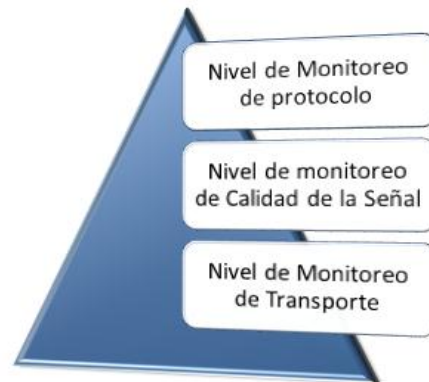 Nivel de Monitoreo
de protocolo
Nivel de monitoreo
de Calidad de la Señal
Nivel de Monitoreo
de Transporte